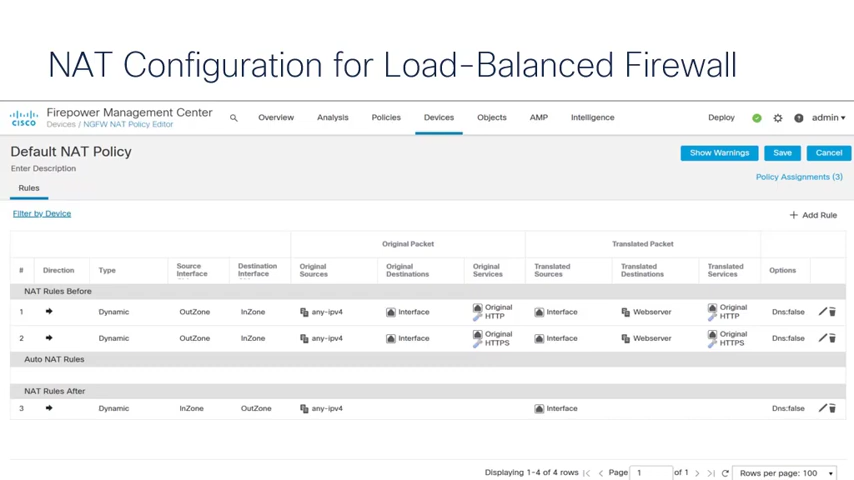 NAT Configuration for Load-Balanced Firewall
CISCO
Firepower Management Center
Devices / NGFW NAT Policy Editor
Overview Analysis Policies Devices Objects AMP Intelligence Deploy admin
Default NAT Policy
Enter Description
Show Warnings Save Cancel
Policy Assignments (3)
Rules
Filter by Device
+ Add Rule
Original Packet Translated Packet
# Direction Type Source Interface Destination Interface Original Sources Original Destinations Original Services Translated Sources Translated Destinations Translated Services Options
NAT Rules Before
1 Dynamic OutZone InZone any-ipv4 Interface Original HTTP Interface Webserver Original HTTP Dns:false
2 Dynamic OutZone InZone any-ipv4 Interface Original HTTPS Interface Webserver Original HTTPS Dns:false
Auto NAT Rules
NAT Rules After
3 Dynamic InZone OutZone any-ipv4 Interface Dns:false
Displaying 1-4 of 4 rows Page 1 of 1 Rows per page: 100